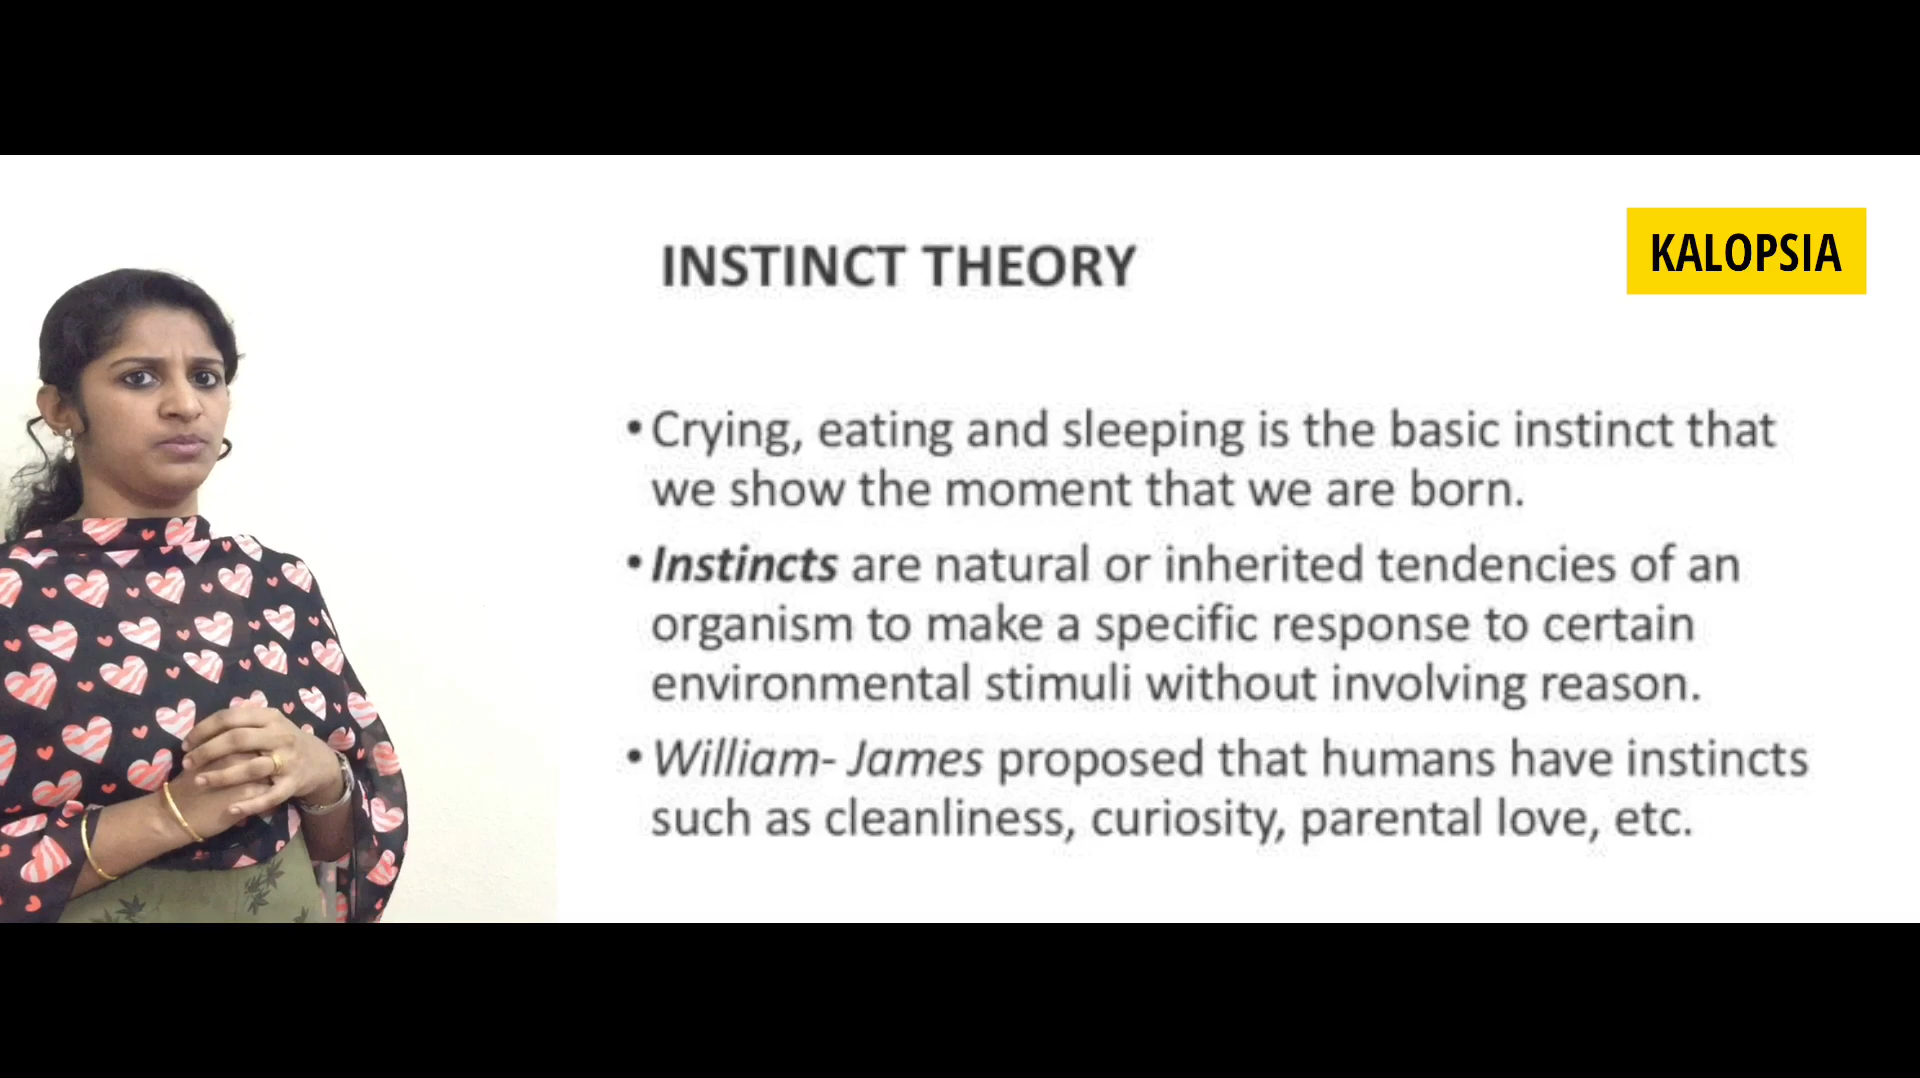 INSTINCT THEORY
KALOPSIA
• Crying, eating and sleeping is the basic instinct that
we show the moment that we are born.
• Instincts are natural or inherited tendencies of an
organism to make a specific response to certain
environmental stimuli without involving reason.
• William- James proposed that humans have instincts
such as cleanliness, curiosity, parental love, etc.